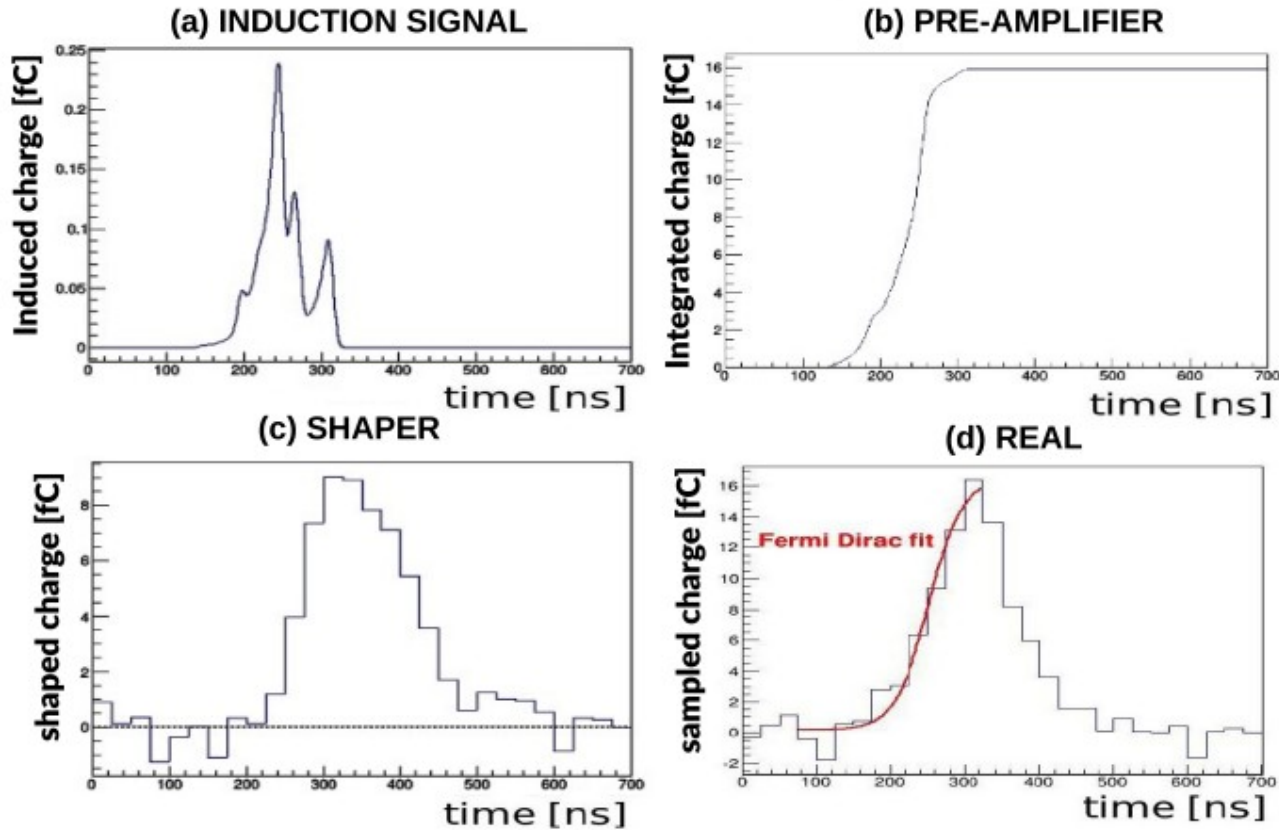 (a) INDUCTION SIGNAL
Induced charge [fC]
0.25
0.2
0.15
0.1
0.05
0
0 100 200 300 400 500 600 700
time [ns]
(b) PRE-AMPLIFIER
Integrated charge [fC]
16
14
12
10
8
6
4
2
0
0 100 200 300 400 500 600 700
time [ns]
(c) SHAPER
shaped charge [fC]
8
6
4
2
0
0 100 200 300 400 500 600 700
time [ns]
(d) REAL
sampled charge [fC]
16
14
12
10
8
6
4
2
0
-2
Fermi Dirac fit
0 100 200 300 400 500 600 700
time [ns]